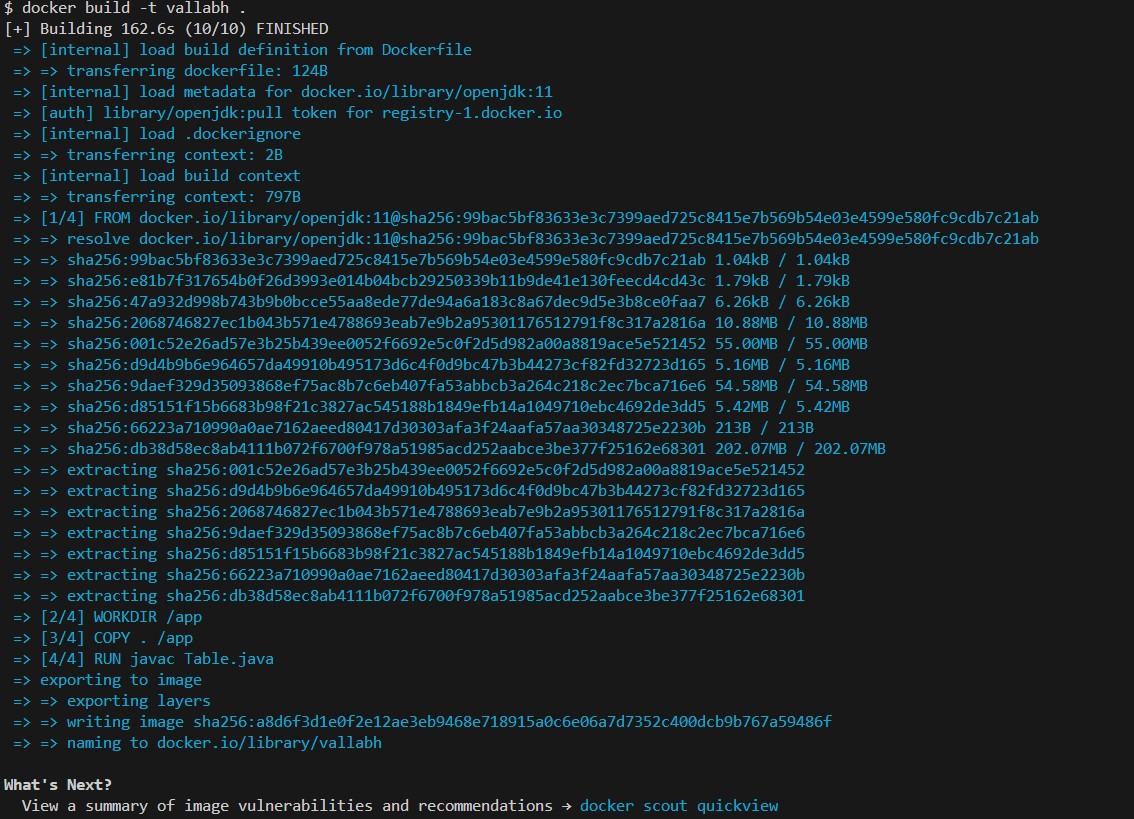 $ docker build -t vallabh .
[+] Building 162.6s (10/10) FINISHED
=> [internal] load build definition from Dockerfile
=> => transferring dockerfile: 124B
=> [internal] load metadata for docker.io/library/openjdk:11
=> [auth] library/openjdk:pull token for registry-1.docker.io
=> [internal] load .dockerignore
=> => transferring context: 2B
=> [internal] load build context
=> => transferring context: 797B
=> [1/4] FROM docker.io/library/openjdk:11@sha256:99bac5bf83633e3c7399aed725c8415e7b569b54e03e4599e580fc9cdb7c21ab
=> => resolve docker.io/library/openjdk:11@sha256:99bac5bf83633e3c7399aed725c8415e7b569b54e03e4599e580fc9cdb7c21ab
=> => sha256:99bac5bf83633e3c7399aed725c8415e7b569b54e03e4599e580fc9cdb7c21ab 1.04kB / 1.04kB
=> => sha256:e81b7f317654b0f26d3993e014b04bcb29250339b11b9de41e130feecd4cd43c 1.79kB / 1.79kB
=> => sha256:47a932d998b743b9b0bcce55aa8ede77de94a6a183c8a67dec9d5e3b8ce0faa7 6.26kB / 6.26kB
=> => sha256:2068746827ec1b043b571e4788693eab7e9b2a95301176512791f8c317a2816a 10.88MB / 10.88MB
=> => sha256:001c52e26ad57e3b25b439ee0052f6692e5c0f2d5d982a00a8819ace5e521452 55.00MB / 55.00MB
=> => sha256:d9d4b9b6e964657da49910b495173d6c4f0d9bc47b3b44273cf82fd32723d165 5.16MB / 5.16MB
=> => sha256:9daef329d35093868ef75ac8b7c6eb407fa53abbcb3a264c218c2ec7bca716e6 54.58MB / 54.58MB
=> => sha256:d85151f15b6683b98f21c3827ac545188b1849efb14a1049710ebc4692de3dd5 5.42MB / 5.42MB
=> => sha256:66223a710990a0ae7162aeed80417d30303afa3f24aafa57aa30348725e2230b 213B / 213B
=> => sha256:db38d58ec8ab4111b072f6700f978a51985acd252aabce3be377f25162e68301 202.07MB / 202.07MB
=> => extracting sha256:001c52e26ad57e3b25b439ee0052f6692e5c0f2d5d982a00a8819ace5e521452
=> => extracting sha256:d9d4b9b6e964657da49910b495173d6c4f0d9bc47b3b44273cf82fd32723d165
=> => extracting sha256:2068746827ec1b043b571e4788693eab7e9b2a95301176512791f8c317a2816a
=> => extracting sha256:9daef329d35093868ef75ac8b7c6eb407fa53abbcb3a264c218c2ec7bca716e6
=> => extracting sha256:d85151f15b6683b98f21c3827ac545188b1849efb14a1049710ebc4692de3dd5
=> => extracting sha256:66223a710990a0ae7162aeed80417d30303afa3f24aafa57aa30348725e2230b
=> => extracting sha256:db38d58ec8ab4111b072f6700f978a51985acd252aabce3be377f25162e68301
=> [2/4] WORKDIR /app
=> [3/4] COPY . /app
=> [4/4] RUN javac Table.java
=> exporting to image
=> => exporting layers
=> => writing image sha256:a8d6f3d1e0f2e12ae3eb9468e718915a0c6e06a7d7352c400dcb9b767a59486f
=> => naming to docker.io/library/vallabh
What's Next?
View a summary of image vulnerabilities and recommendations → docker scout quickview